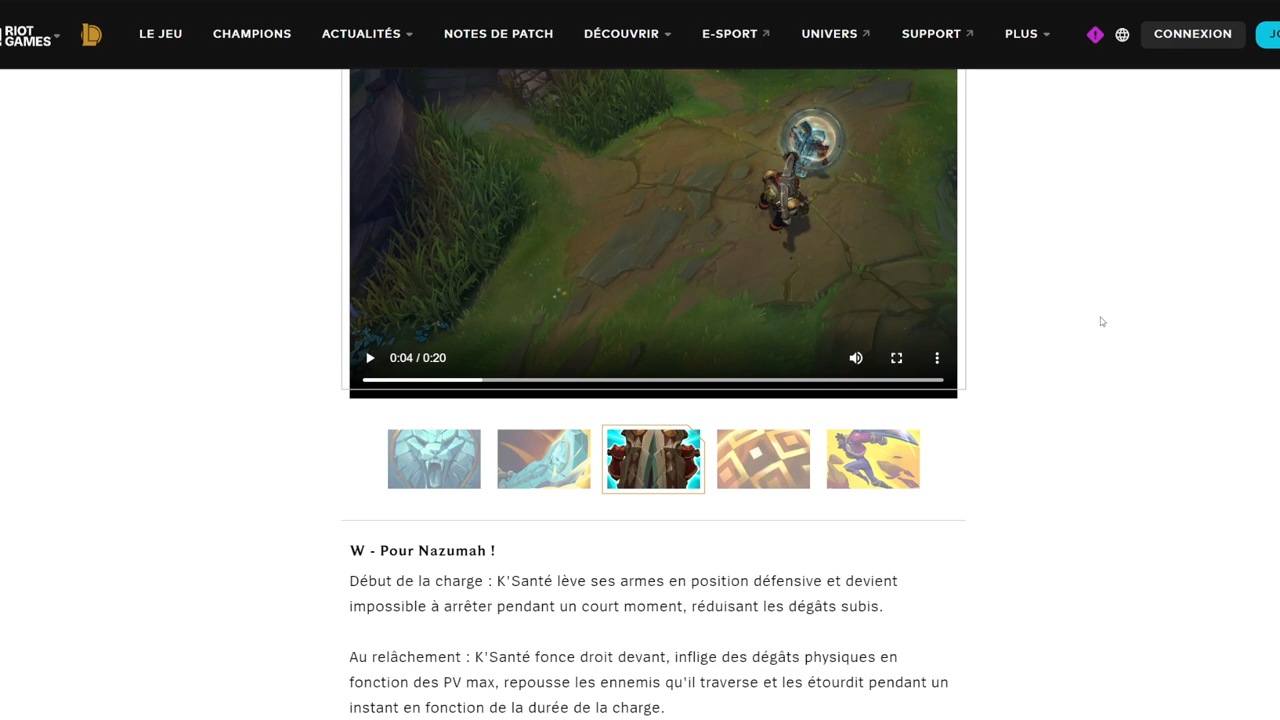 RIOT GAMES LE JEU CHAMPIONS ACTUALITÉS NOTES DE PATCH DÉCOUVRIR E-SPORT UNIVERS SUPPORT PLUS CONNEXION
0:04 / 0:20
W - Pour Nazumah !
Début de la charge : K'Santé lève ses armes en position défensive et devient
impossible à arrêter pendant un court moment, réduisant les dégâts subis.
Au relâchement : K'Santé fonce droit devant, inflige des dégâts physiques en
fonction des PV max, repousse les ennemis qu'il traverse et les étourdit pendant un
instant en fonction de la durée de la charge.